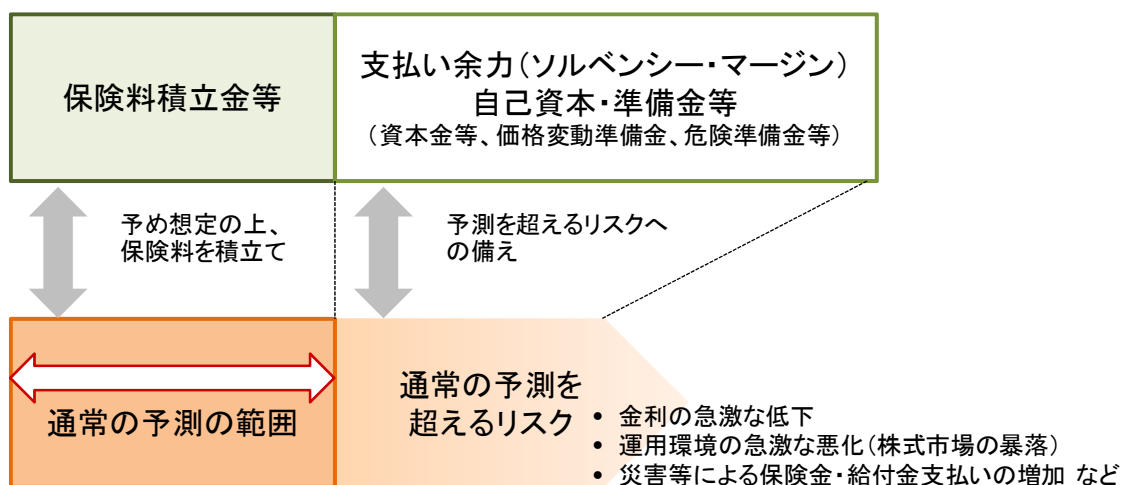 保険料積立金等
支払い余力（ソルベンシー・マージン）
自己資本・準備金等
（資本金等、価格変動準備金、危険準備金等）
予め想定の上、
保険料を積立て
予測を超えるリスクへ
の備え
通常の予測の範囲
通常の予測を
超えるリスク
• 金利の急激な低下
• 運用環境の急激な悪化（株式市場の暴落）
• 災害等による保険金・給付金支払いの増加 など